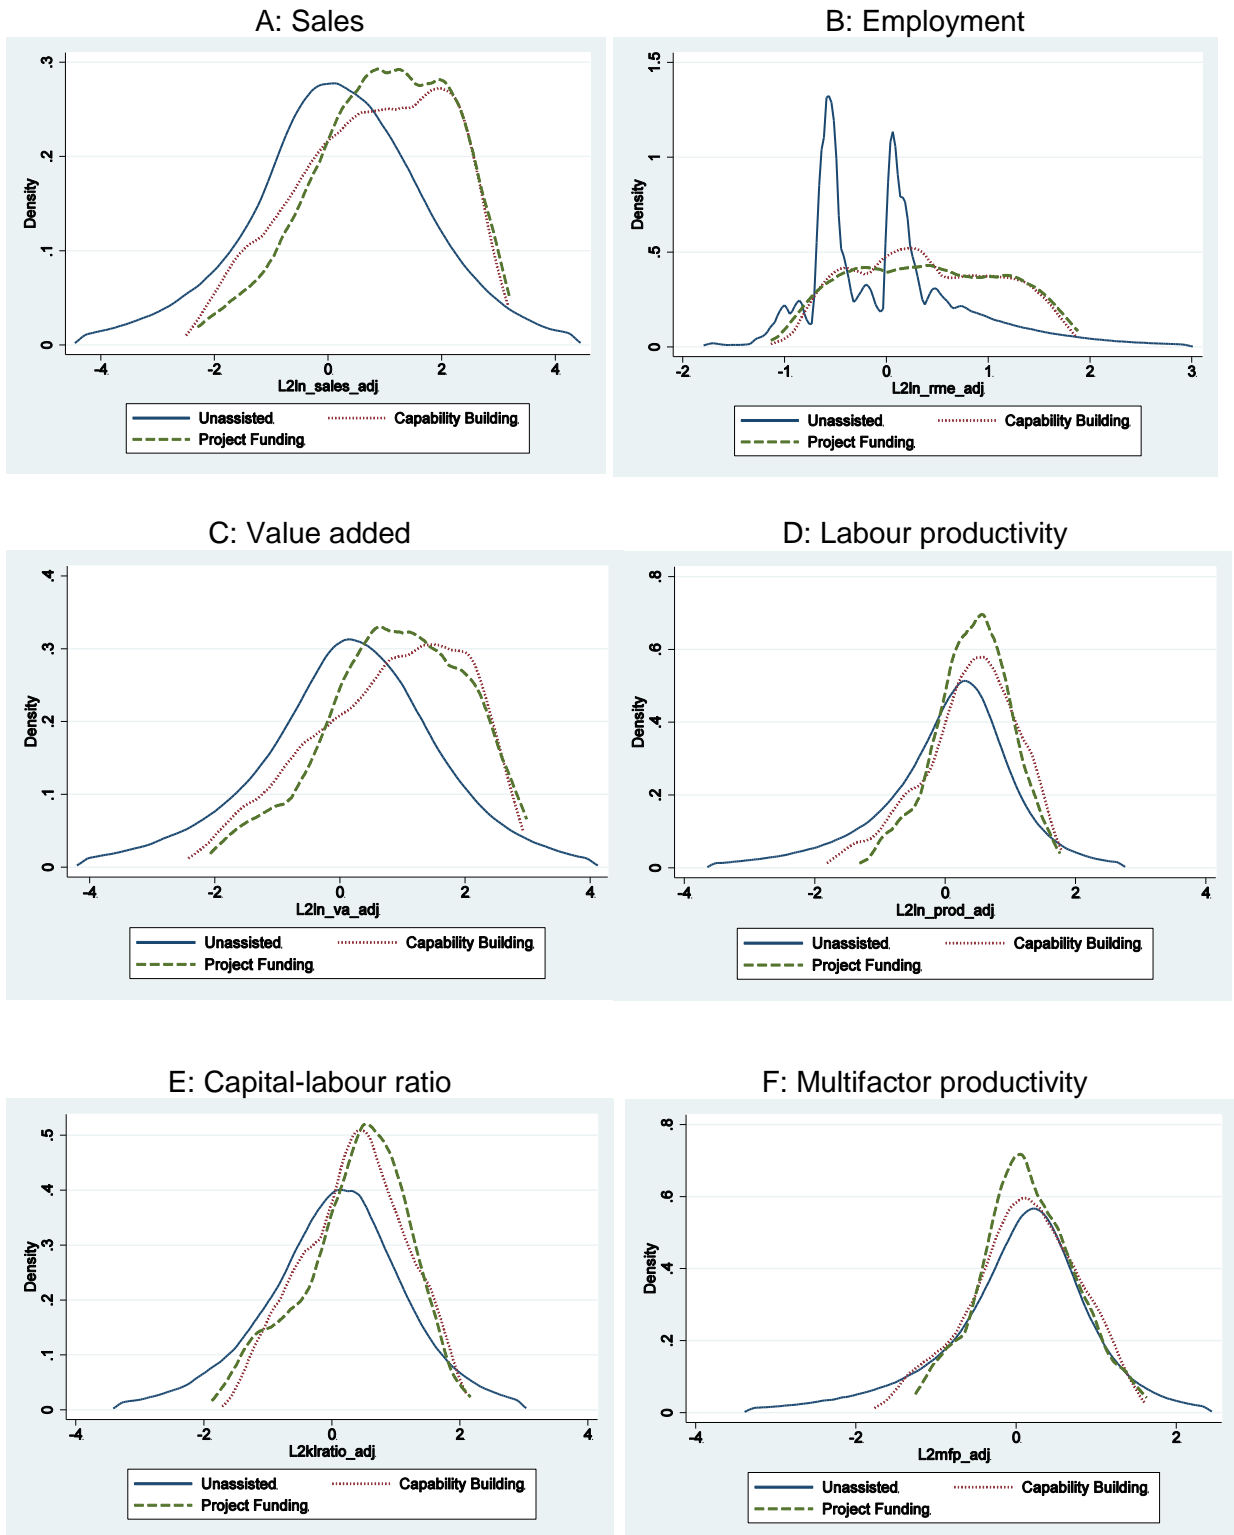 A: Sales
B: Employment
.3
.2
.1
0
Density
-4
-2
0
2
4
L2ln_sales_adj
Unassisted
Capability Building
Project Funding
1.5
1
.5
0
Density
-2
-1
0
1
2
3
L2ln_rme_adj
Unassisted
Capability Building
Project Funding
C: Value added
D: Labour productivity
.4
.3
.2
.1
0
Density
-4
-2
0
2
4
L2ln_va_adj
Unassisted
Capability Building
Project Funding
.8
.6
.4
.2
0
Density
-4
-2
0
2
4
L2ln_prod_adj
Unassisted
Capability Building
Project Funding
E: Capital-labour ratio
F: Multifactor productivity
.5
.4
.3
.2
.1
0
Density
-4
-2
0
2
4
L2klratio_adj
Unassisted
Capability Building
Project Funding
.8
.6
.4
.2
0
Density
-4
-2
0
2
L2mfp_adj
Unassisted
Capability Building
Project Funding